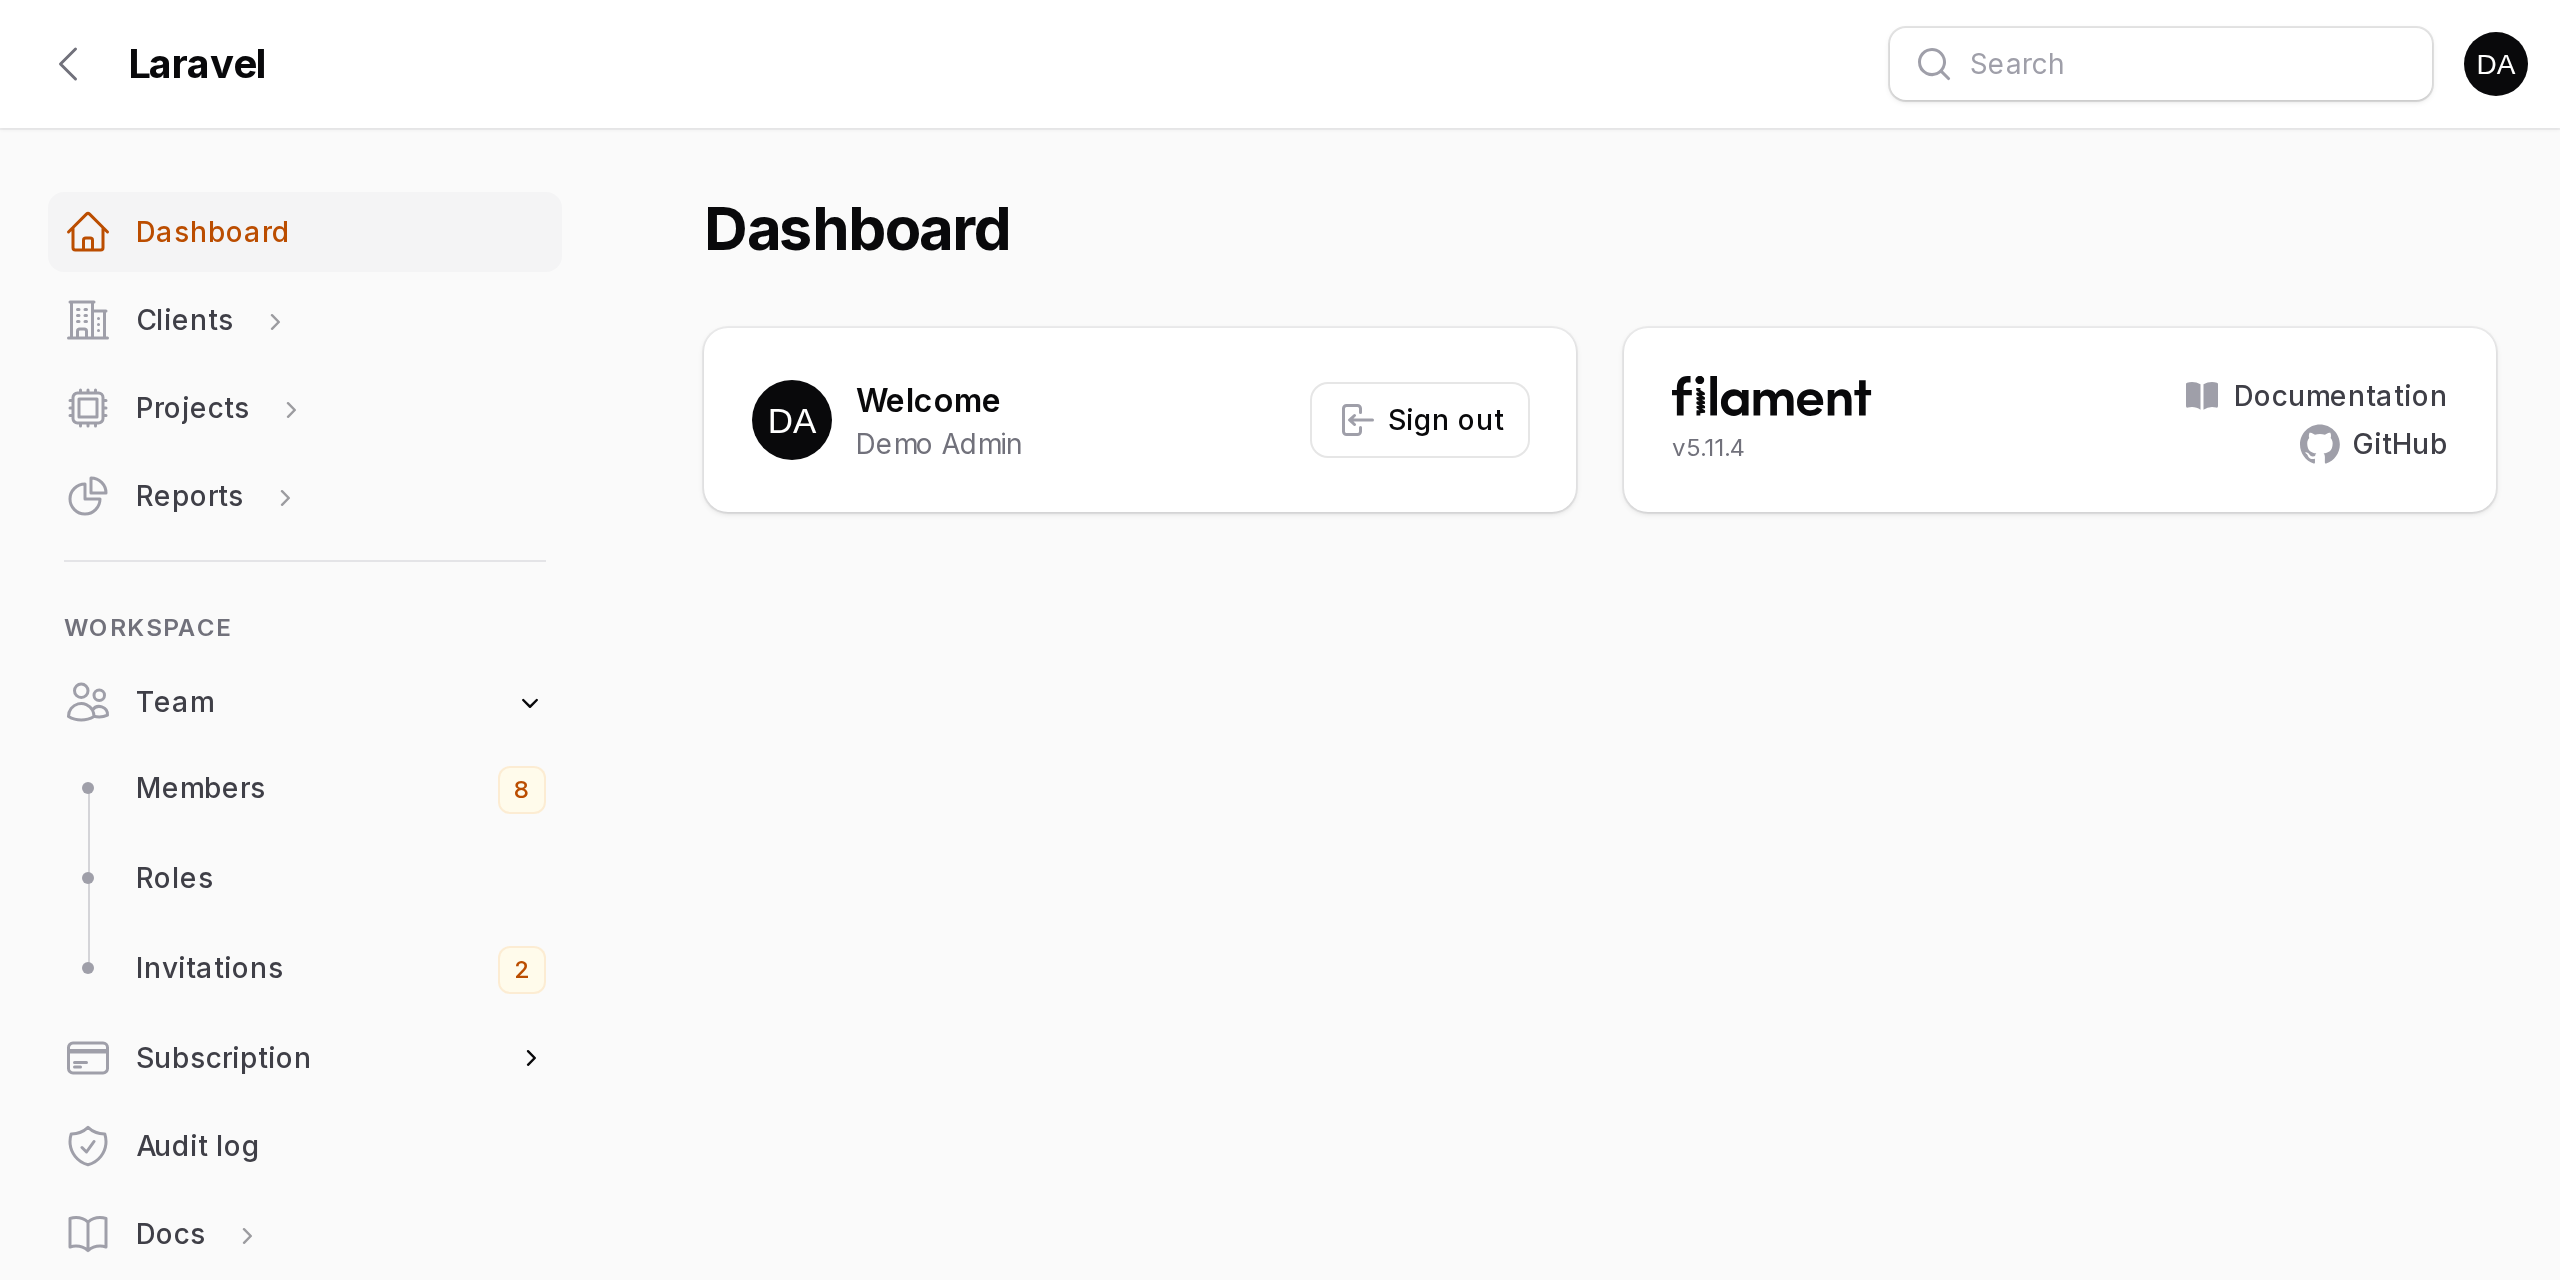 Laravel
Search
DA
Dashboard
Clients
Projects
Reports
WORKSPACE
Team
Members 8
Roles
Invitations 2
Subscription
Audit log
Docs
Dashboard
DA
Welcome
Demo Admin
Sign out
filament
v5.11.4
Documentation
GitHub